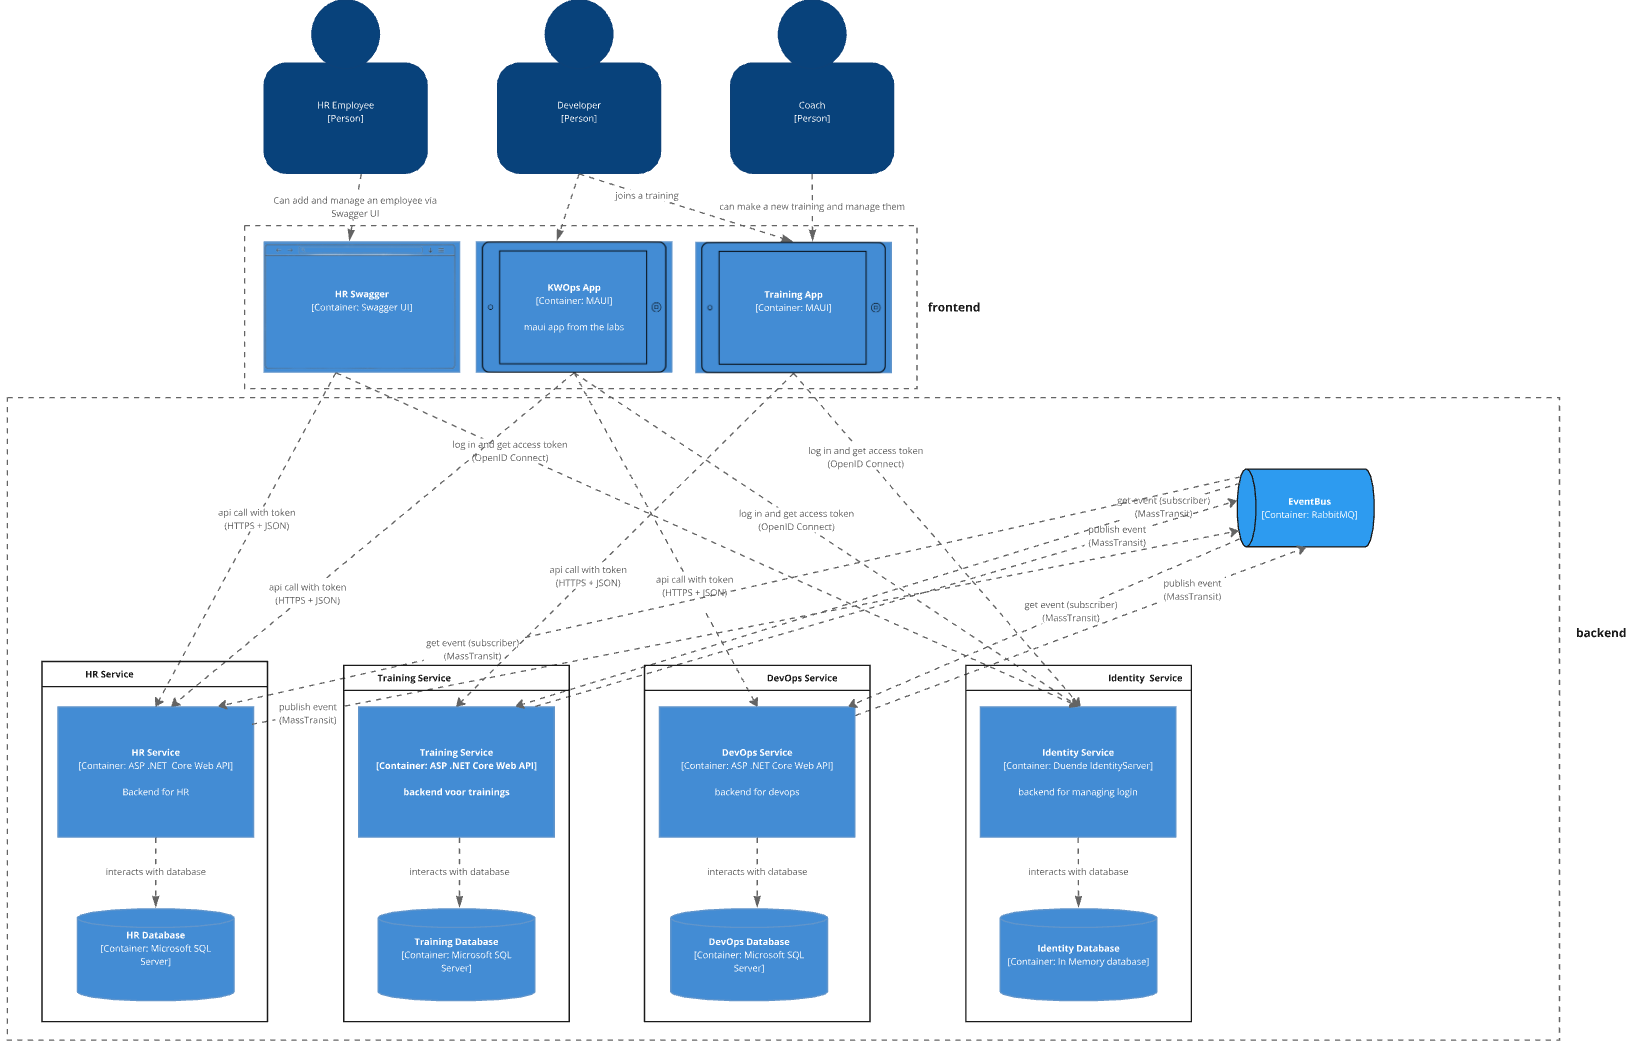 HR Employee
[Person]
Developer
[Person]
Coach
[Person]
Can add and manage an employee via
Swagger UI
joins a training
can make a new training and manage them
HR Swagger
[Container: Swagger UI]
KWOps App
[Container: MAUI]
maui app from the labs
Training App
[Container: MAUI]
frontend
log in and get access token
(OpenID Connect)
log in and get access token
(OpenID Connect)
api call with token
(HTTPS + JSON)
log in and get access token
(OpenID Connect)
get event (subscriber)
(MassTransit)
publish event
(MassTransit)
EventBus
[Container: RabbitMQ]
api call with token
(HTTPS + JSON)
api call with token
(HTTPS + JSON)
api call with token
(HTTPS + JSON)
publish event
(MassTransit)
get event (subscriber)
(MassTransit)
get event (subscriber)
(MassTransit)
backend
HR Service
Training Service
DevOps Service
Identity Service
publish event
(MassTransit)
HR Service
[Container: ASP .NET Core Web API]
Backend for HR
Training Service
[Container: ASP .NET Core Web API]
backend voor trainings
DevOps Service
[Container: ASP .NET Core Web API]
backend for devops
Identity Service
[Container: Duende IdentityServer]
backend for managing login
interacts with database
interacts with database
interacts with database
interacts with database
HR Database
[Container: Microsoft SQL
Server]
Training Database
[Container: Microsoft SQL
Server]
DevOps Database
[Container: Microsoft SQL
Server]
Identity Database
[Container: In Memory database]